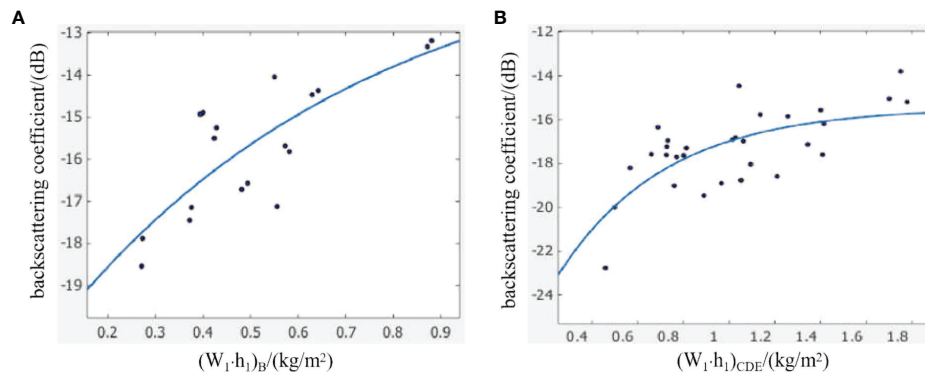 A
B
-13
-14
-15
-16
-17
-18
-19
backscattering coefficient/(dB)
0.2 0.3 0.4 0.5 0.6 0.7 0.8 0.9
(W₁·h₁)B/(kg/m²)
-12
-14
-16
-18
-20
-22
-24
backscattering coefficient/(dB)
0.4 0.6 0.8 1 1.2 1.4 1.6 1.8
(W₁·h₁)CDE/(kg/m²)